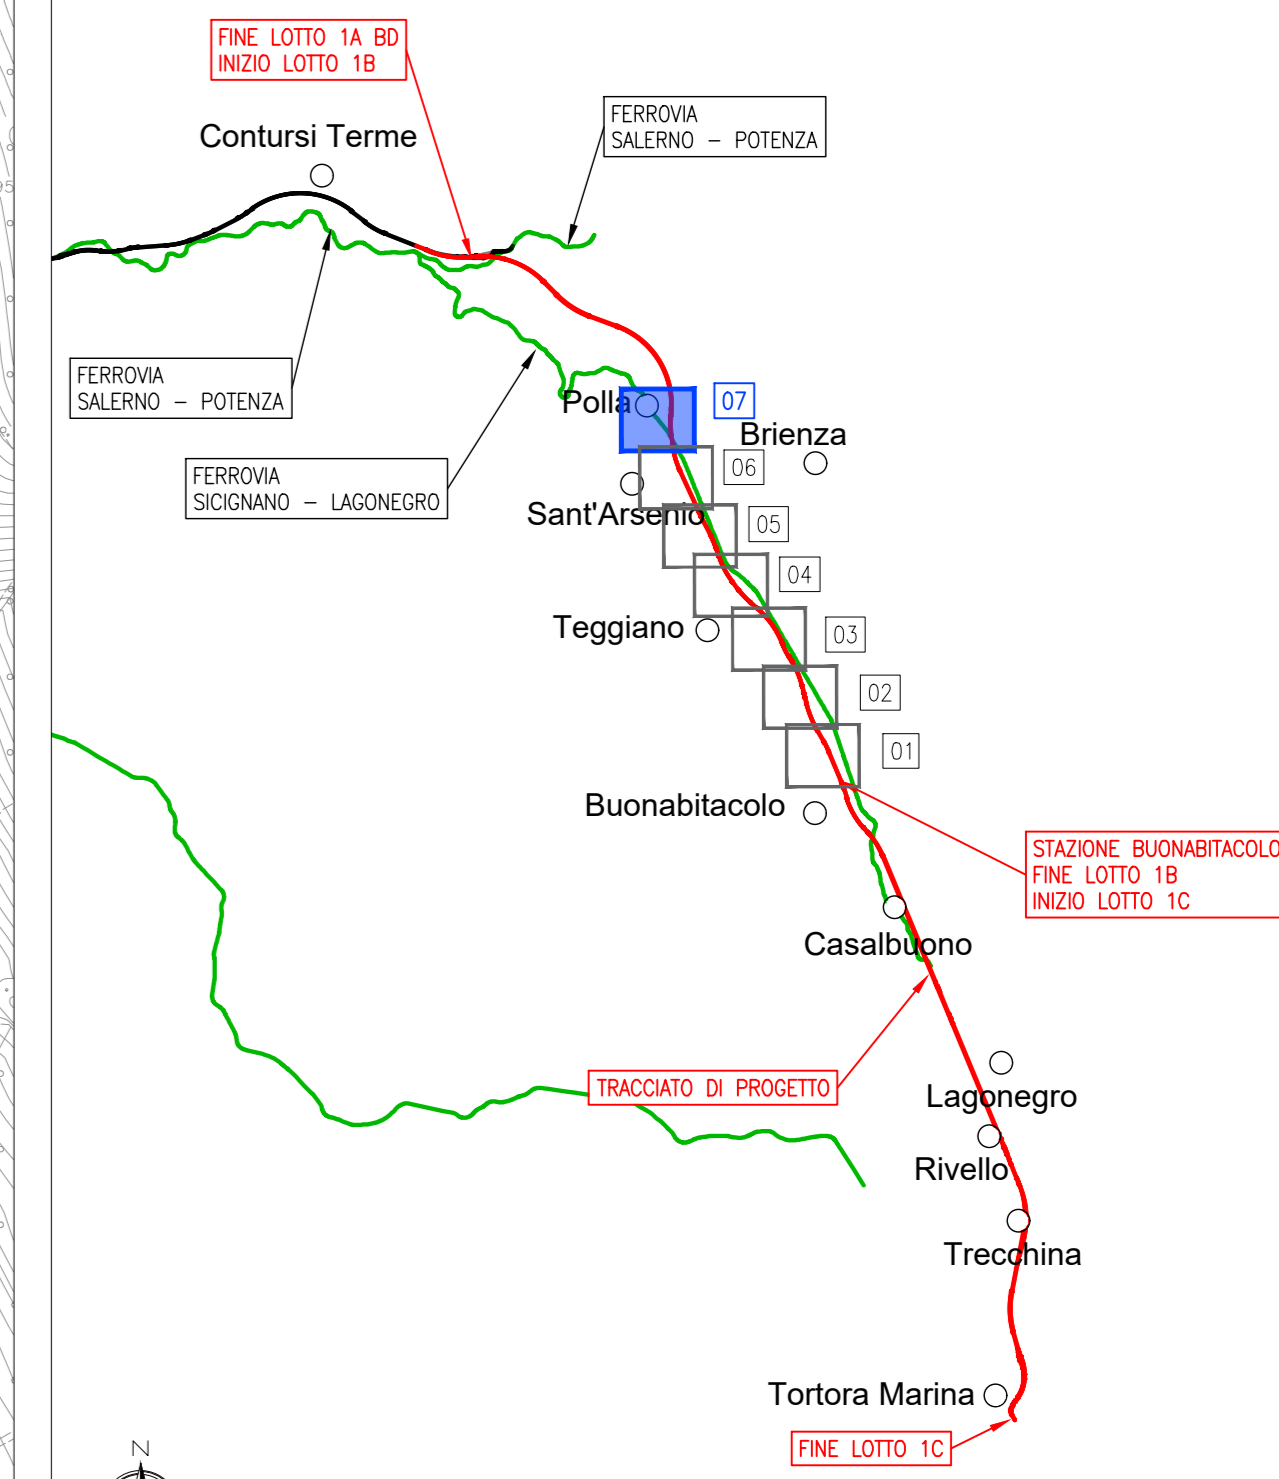 FINE LOTTO 1A BD
INIZIO LOTTO 1B
FERROVIA
SALERNO – POTENZA
Contursi Terme
FERROVIA
SALERNO – POTENZA
Polla
07
Brienza
FERROVIA
SICIGNANO – LAGONEGRO
06
Sant'Arsenio
05
04
Teggiano
03
02
01
Buonabitacolo
STAZIONE BUONABITACOLO
FINE LOTTO 1B
INIZIO LOTTO 1C
Casalbuono
TRACCIATO DI PROGETTO
Lagonegro
Rivello
Trecchina
Tortora Marina
FINE LOTTO 1C
N